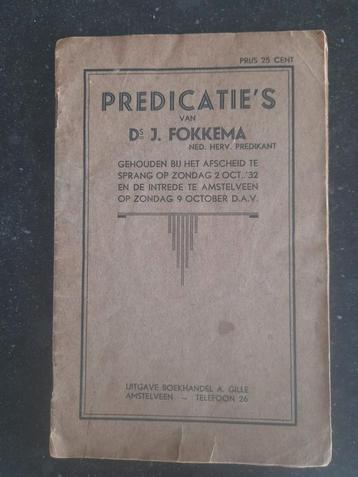 PRIJS 25 CENT
PREDICATIE'S
VAN
DS J. FOKKEMA
NED. HERV. PREDIKANT
GEHOUDEN BIJ HET AFSCHEID TE
SPRANG OP ZONDAG 2 OCT. '32
EN DE INTREDE TE AMSTELVEEN
OP ZONDAG 9 OCTOBER D.A.V.
UITGAVE BOEKHANDEL A. GILLE
AMSTELVEEN – TELEFOON 26